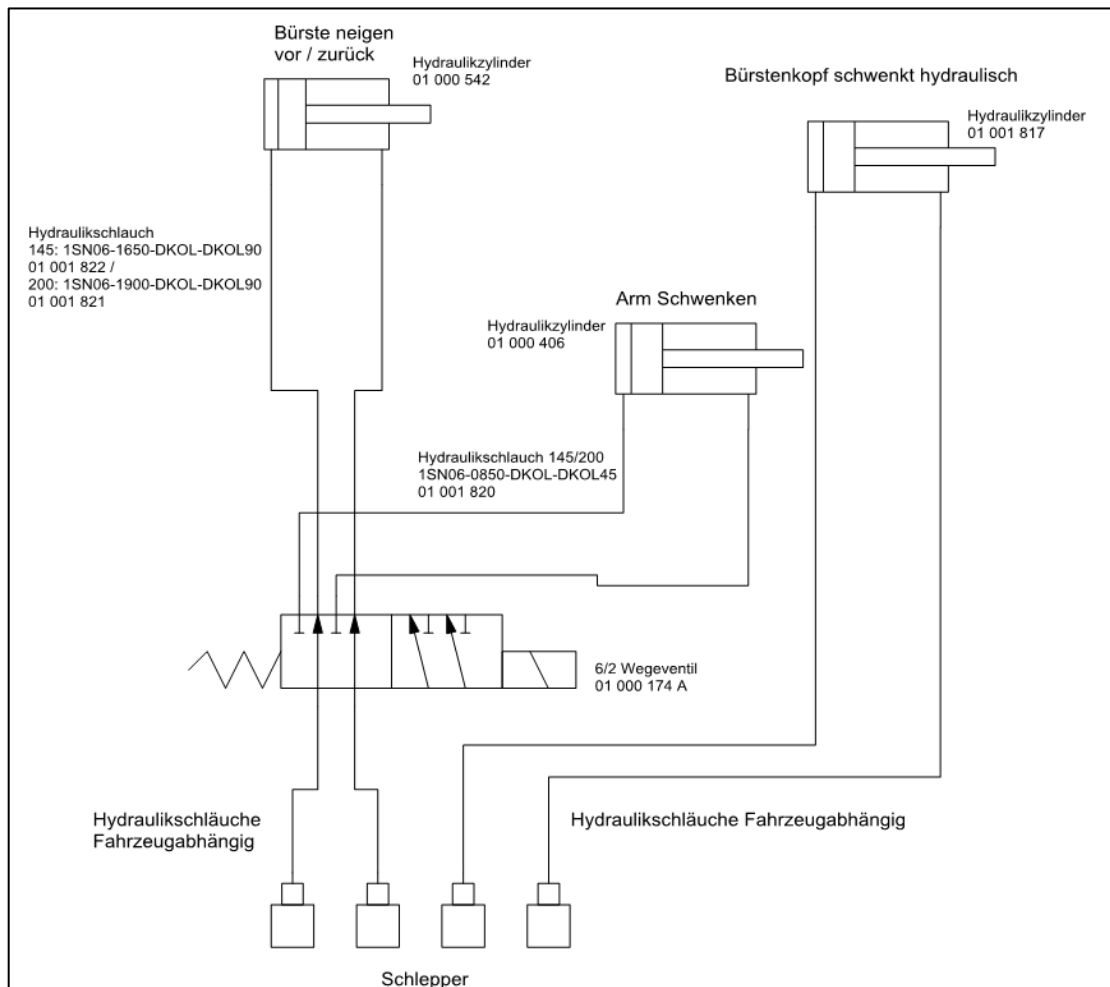 Bürste neigen
vor / zurück
Hydraulikzylinder
01 000 542
Bürstenkopf schwenkt hydraulisch
Hydraulikzylinder
01 001 817
Hydraulikschlauch
145: 1SN06-1650-DKOL-DKOL90
01 001 822 /
200: 1SN06-1900-DKOL-DKOL90
01 001 821
Arm Schwenken
Hydraulikzylinder
01 000 406
Hydraulikschlauch 145/200
1SN06-0850-DKOL-DKOL45
01 001 820
6/2 Wegeventil
01 000 174 A
Hydraulikschläuche
Fahrzeugabhängig
Hydraulikschläuche Fahrzeugabhängig
Schlepper